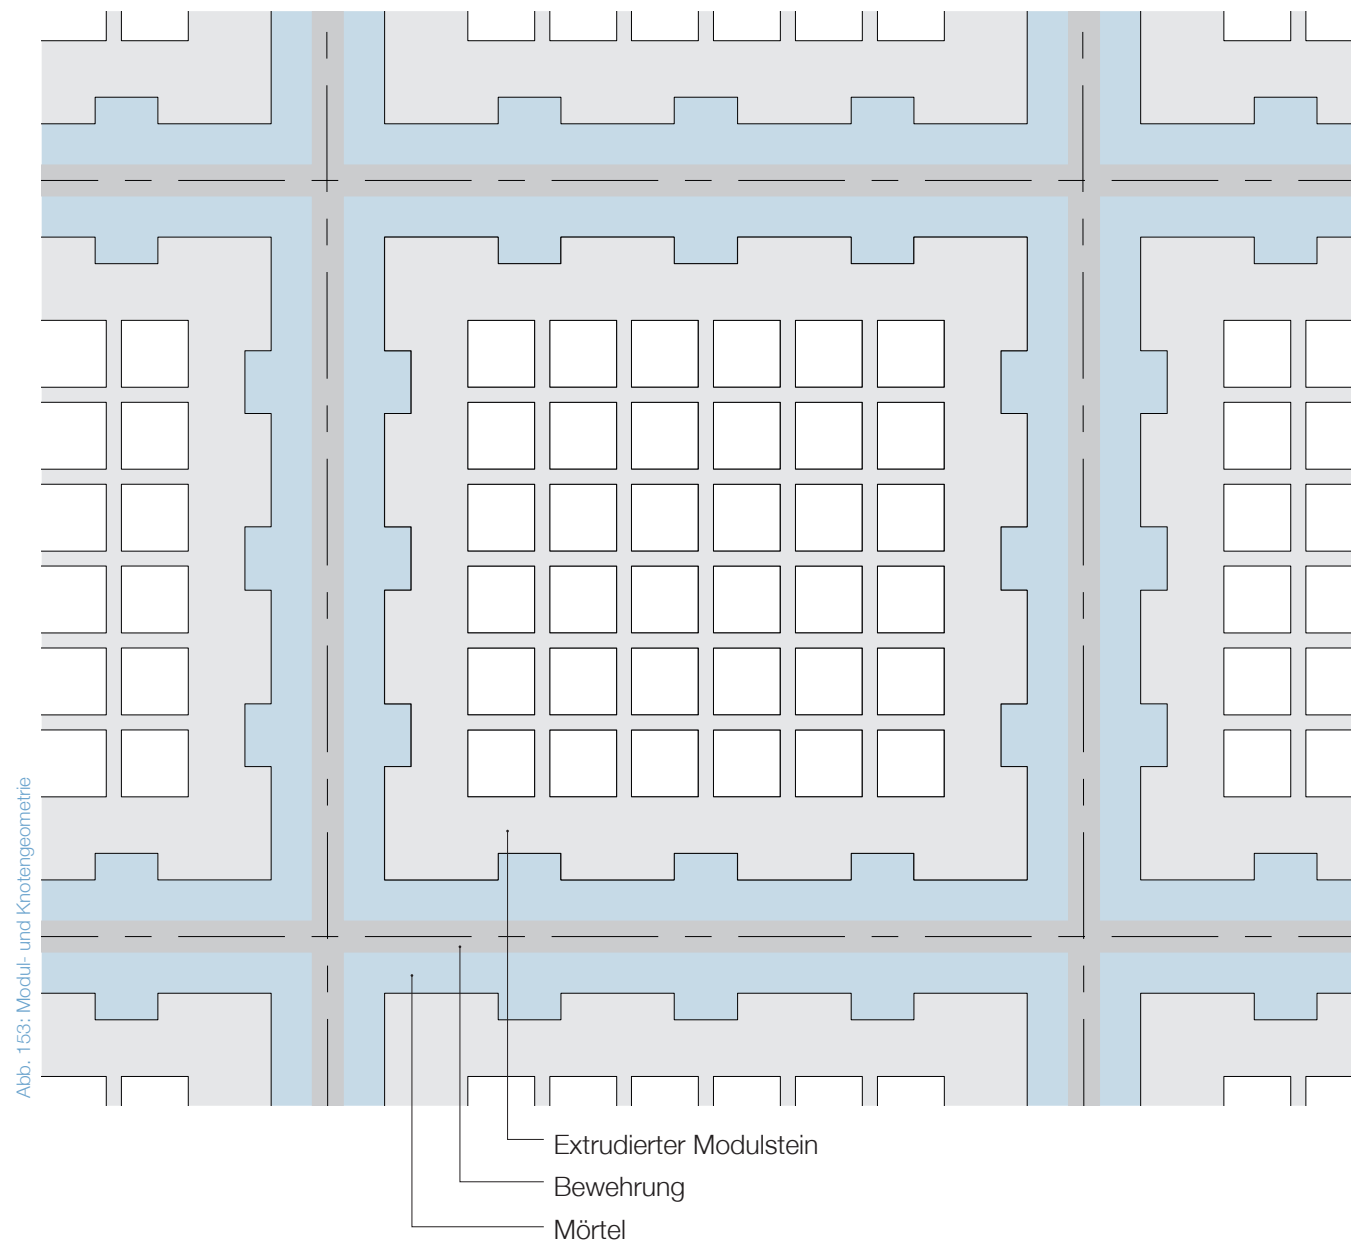 Abb. 153: Modul- und Knotengeometrie
Extrudierter Modulstein
Bewehrung
Mörtel